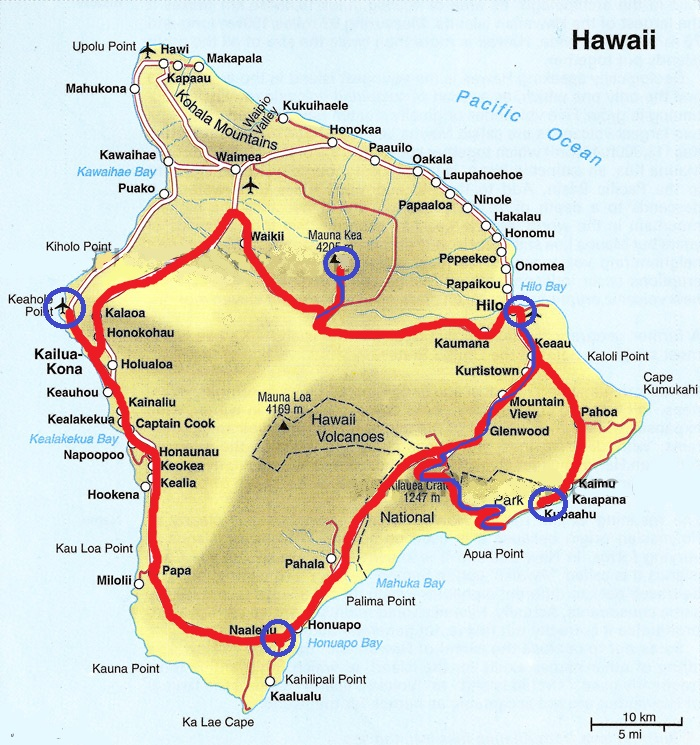 Hawaii
Upolu Point
Hawi
Makapala
Kapaau
Mahukona
Kohala Mountains
Waipio
Valley
Kukuihaele
Pacific Ocean
Honokaa
Kawaihae
Kawaihae Bay
Waimea
Paauilo
Oakala
Laupahoehoe
Puako
Papaaloa
Ninole
Hakalau
Honomu
Kiholo Point
Waikii
Mauna Kea
4205 m
Pepeekeo
Onomea
Papaikou
Hilo Bay
Keahole
Point
Kalaoa
Hilo
Honokohau
Kaumana
Keaau
Kailua-
Kona
Holualoa
Kaloli Point
Kurtistown
Cape
Kumukahi
Keauhou
Kainaliu
Mauna Loa
4169 m
Mountain
View
Pahoa
Kealakekua
Captain Cook
Hawaii
Volcanoes
Glenwood
Kealakekua Bay
Napoopoo
Honaunau
Keokea
Kealia
Hookena
Kilauea Crate
1247 m
Park
Kaimu
Kalapana
Kupaahu
National
Apua Point
Kau Loa Point
Pahala
Milolii
Papa
Mahuka Bay
Palima Point
Naalehu
Honuapo
Honuapo Bay
Kauna Point
Kahilipali Point
Kaalualu
Ka Lae Cape
10 km
5 mi